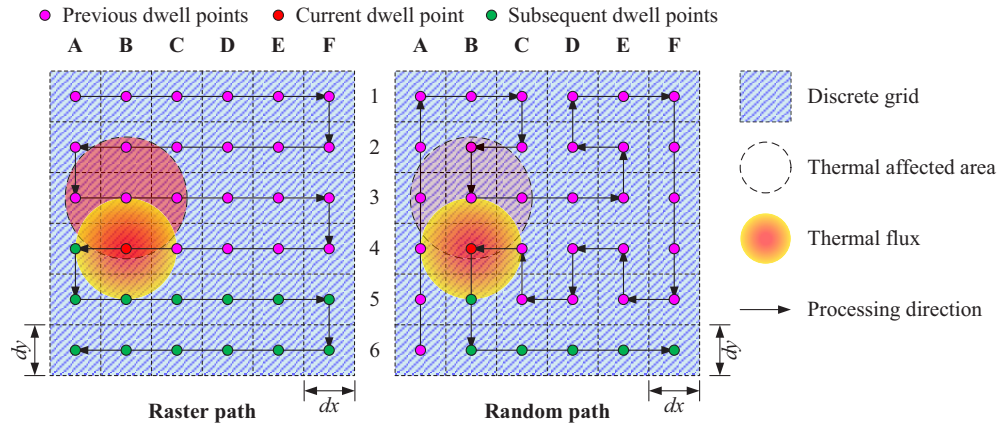 Previous dwell points Current dwell point Subsequent dwell points
A B C D E F A B C D E F
1
2
3
4
5
6
Discrete grid
Thermal affected area
Thermal flux
Processing direction
dy
dx
dx
dy
Raster path
Random path